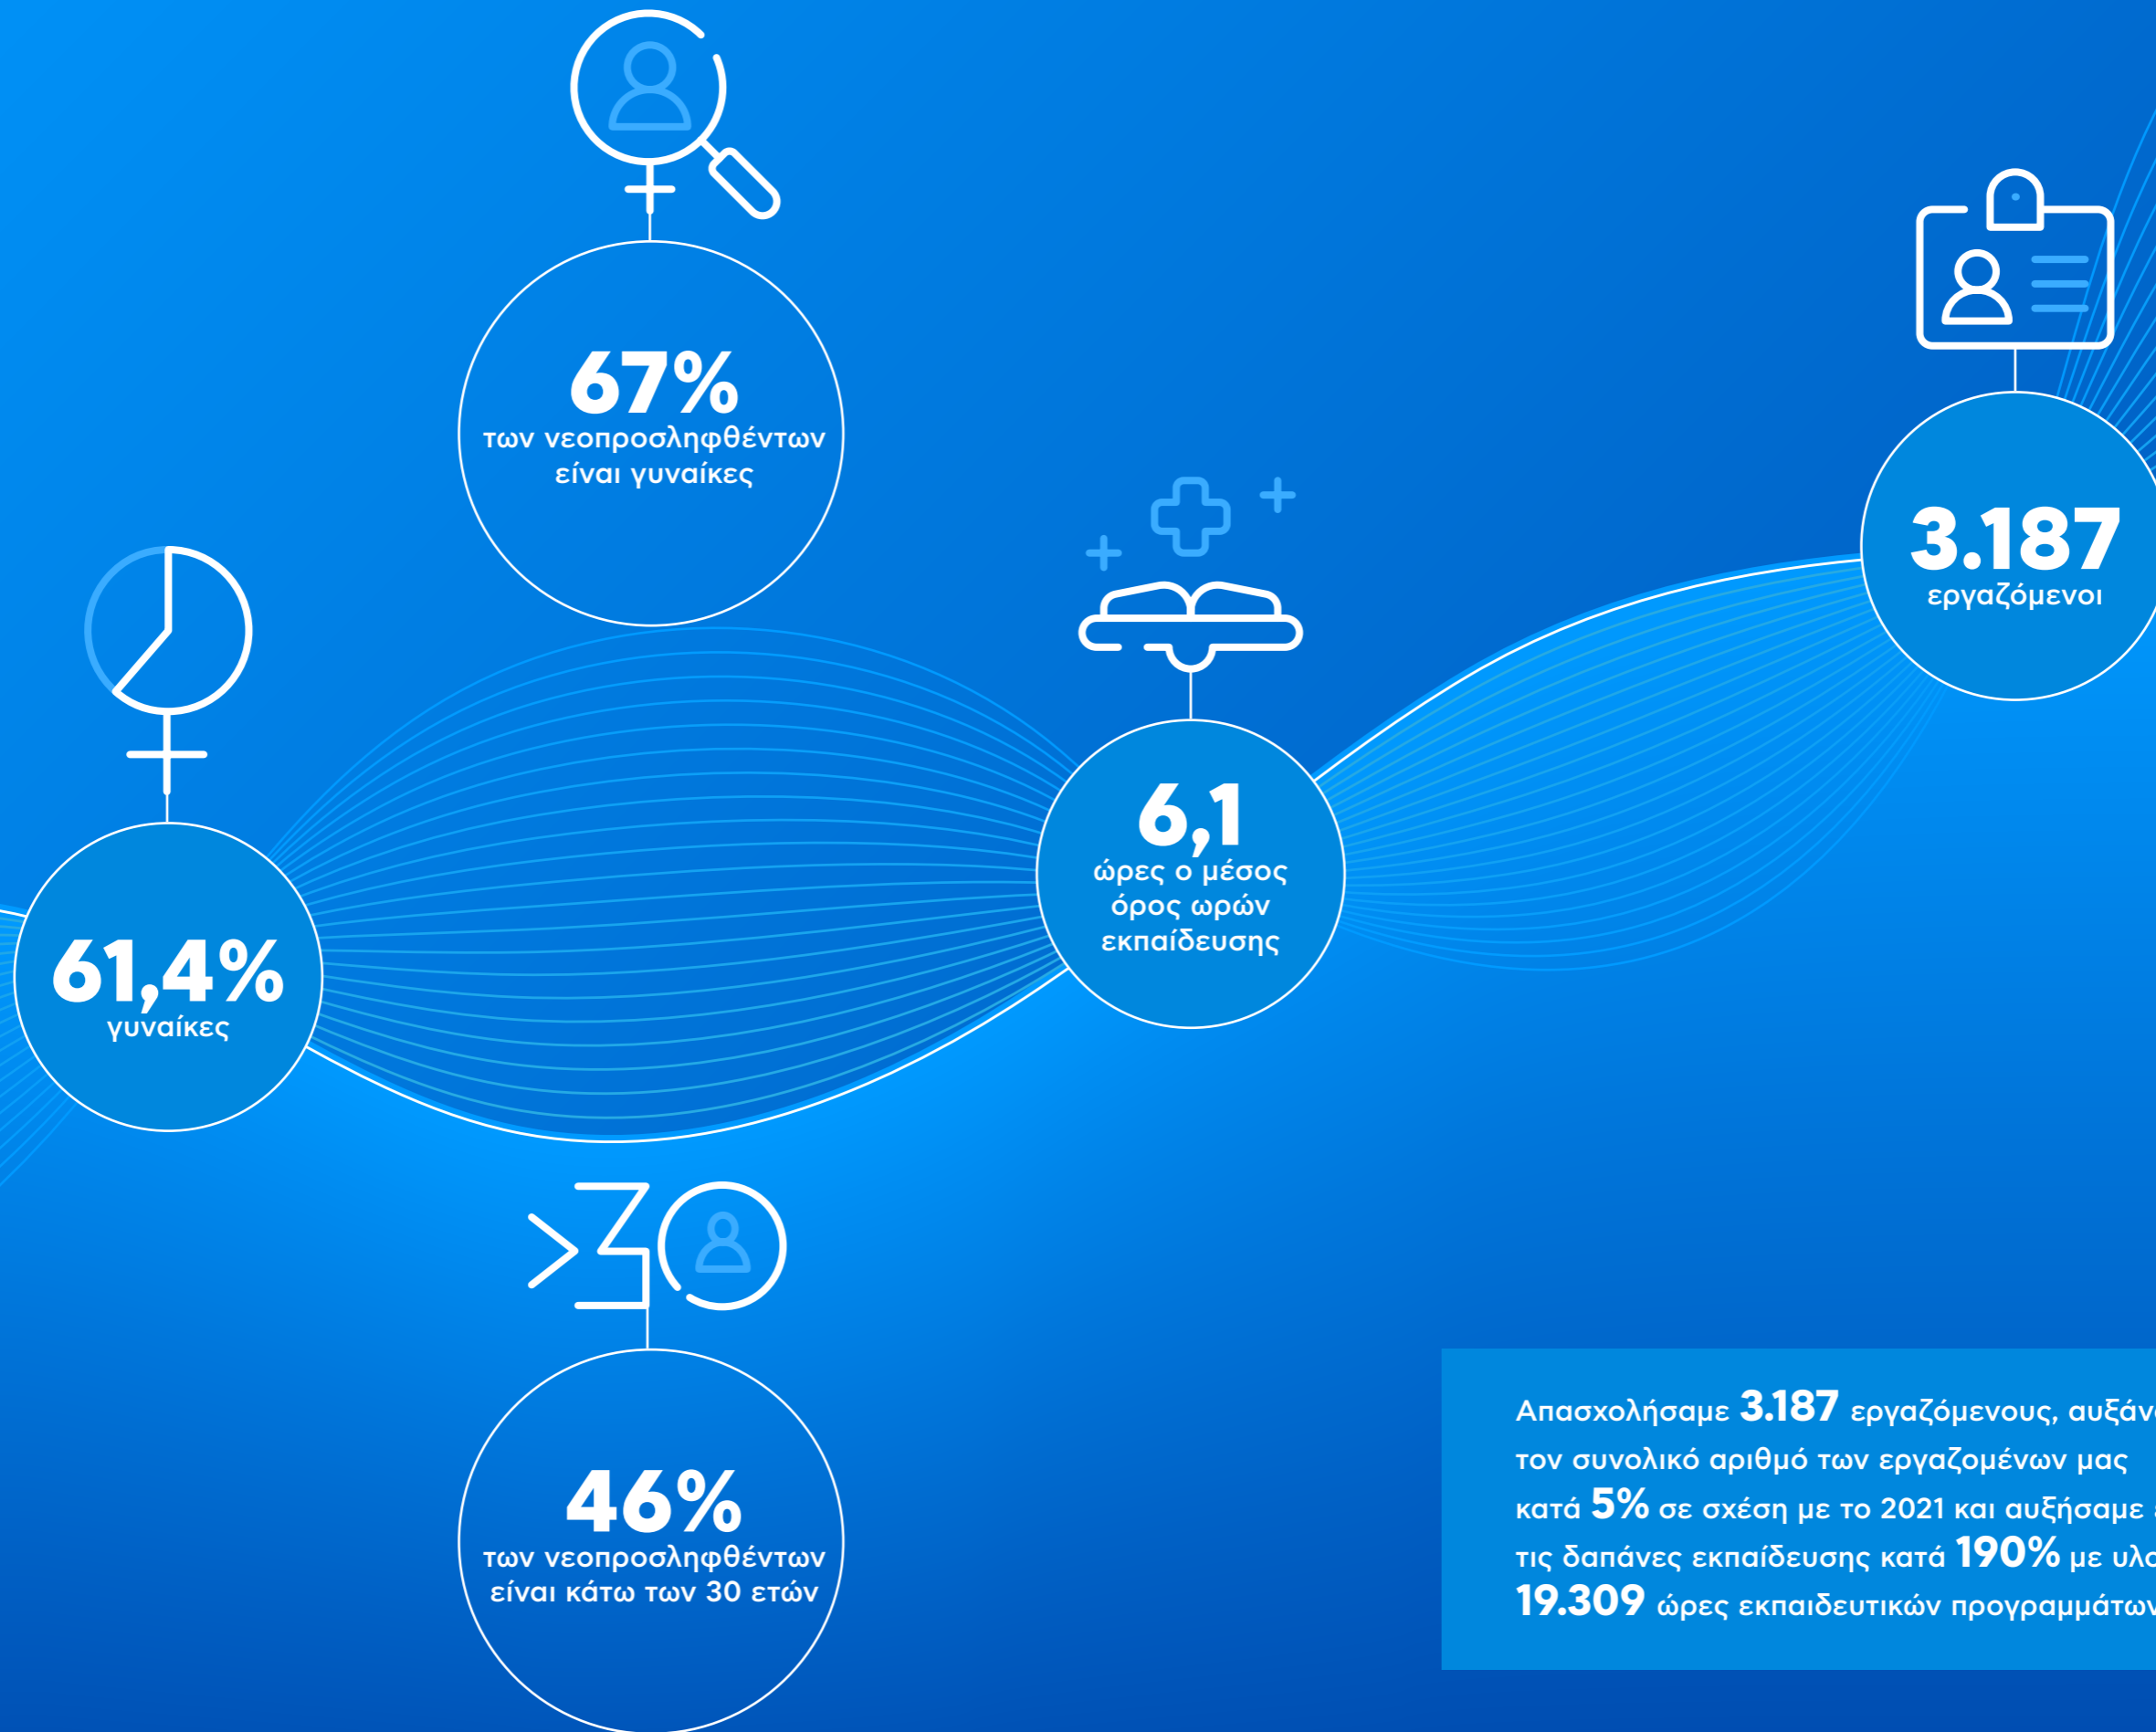 67%
των νεοπροσληφθέντων
είναι γυναίκες
3.187
εργαζόμενοι
6,1
ώρες ο μέσος
όρος ωρών
εκπαίδευσης
61,4%
γυναίκες
46%
των νεοπροσληφθέντων
είναι κάτω των 30 ετών
Απασχολήσαμε 3.187 εργαζόμενους,
τον συνολικό αριθμό των εργαζομένων μας
κατά 5% σε σχέση με το 2021 και αυξήσαμε
τις δαπάνες εκπαίδευσης κατά 190% με
19.309 ώρες εκπαιδευτικών προγραμμάτων